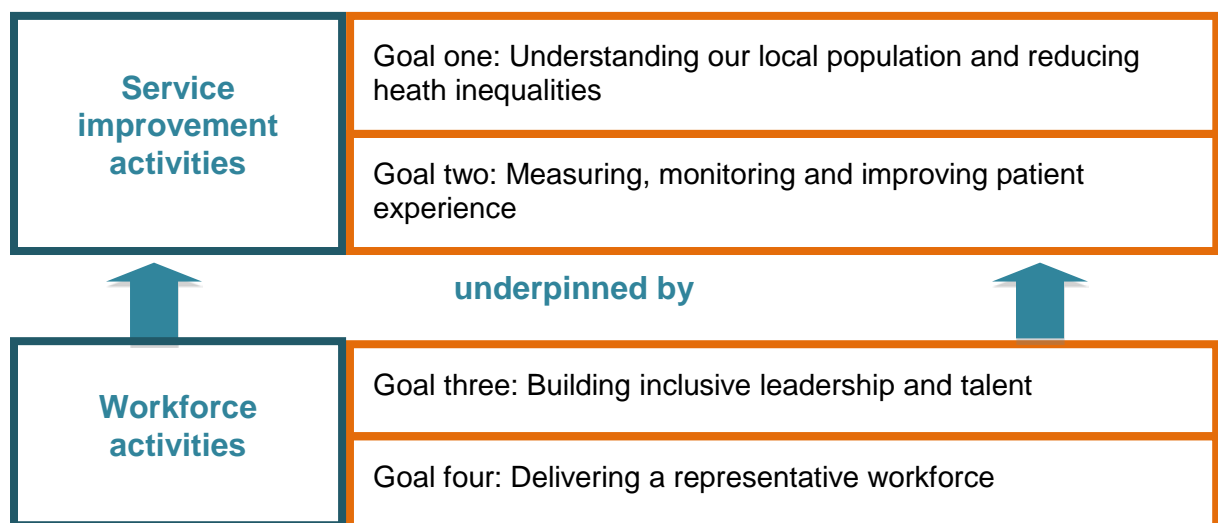 Service
improvement
activities
Goal one: Understanding our local population and reducing
heath inequalities
Goal two: Measuring, monitoring and improving patient
experience
underpinned by
Workforce
activities
Goal three: Building inclusive leadership and talent
Goal four: Delivering a representative workforce